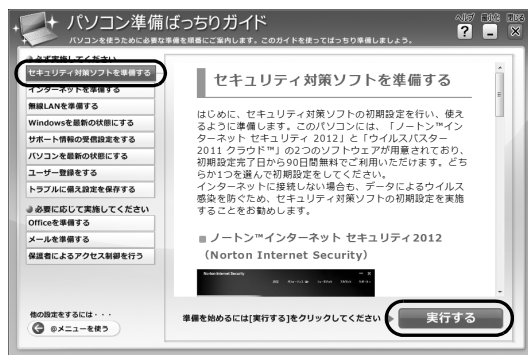 パソコン準備ばっちりガイド
パソコンを使うために必要な準備を順番にご案内します。このガイドを使ってばっちり準備しましょう。
ヘルプ 最小化 閉じる
必ず実施してください
セキュリティ対策ソフトを準備する
インターネットを準備する
無線LANを準備する
Windowsを最新の状態にする
サポート情報の受信設定をする
パソコンを最新の状態にする
ユーザー登録をする
トラブルに備え設定を保存する
必要に応じて実施してください
Officeを準備する
メールを準備する
保護者によるアクセス制御を行う
他の設定をするには・・・
@メニューを使う
セキュリティ対策ソフトを準備する
はじめに、セキュリティ対策ソフトの初期設定を行い、使え
るように準備します。このパソコンには、「ノートン™イン
ターネット セキュリティ 2012」と「ウイルスバスター
2011 クラウド™」の2つのソフトウェアが用意されており、
初期設定完了日から90日間無料でご利用いただけます。どち
らか1つを選んで初期設定をしてください。
インターネットに接続しない場合も、データによるウイルス
感染を防ぐため、セキュリティ対策ソフトの初期設定を実施
することをお勧めします。
■ ノートン™インターネット セキュリティ2012
（Norton Internet Security）
Norton Internet Security
準備を始めるには[実行する]をクリックしてください
実行する